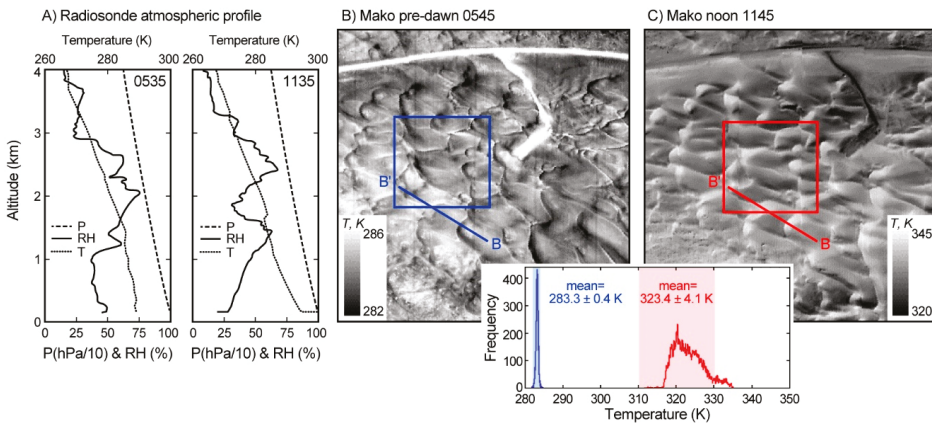 A) Radiosonde atmospheric profile
Temperature (K)
260 280 300
0535
Altitude (km)
4
3
2
1
0
P
RH
T
0 25 50 75 100
P(hPa/10) & RH (%)
Temperature (K)
260 280 300
1135
P
RH
T
0 25 50 75 100
P(hPa/10) & RH (%)
B) Mako pre-dawn 0545
B'
B
T, K
286
282
C) Mako noon 1145
B'
B
T, K
345
320
Frequency
400
300
200
100
0
mean=
283.3 ± 0.4 K
mean=
323.4 ± 4.1 K
280 290 300 310 320 330 340 350
Temperature (K)